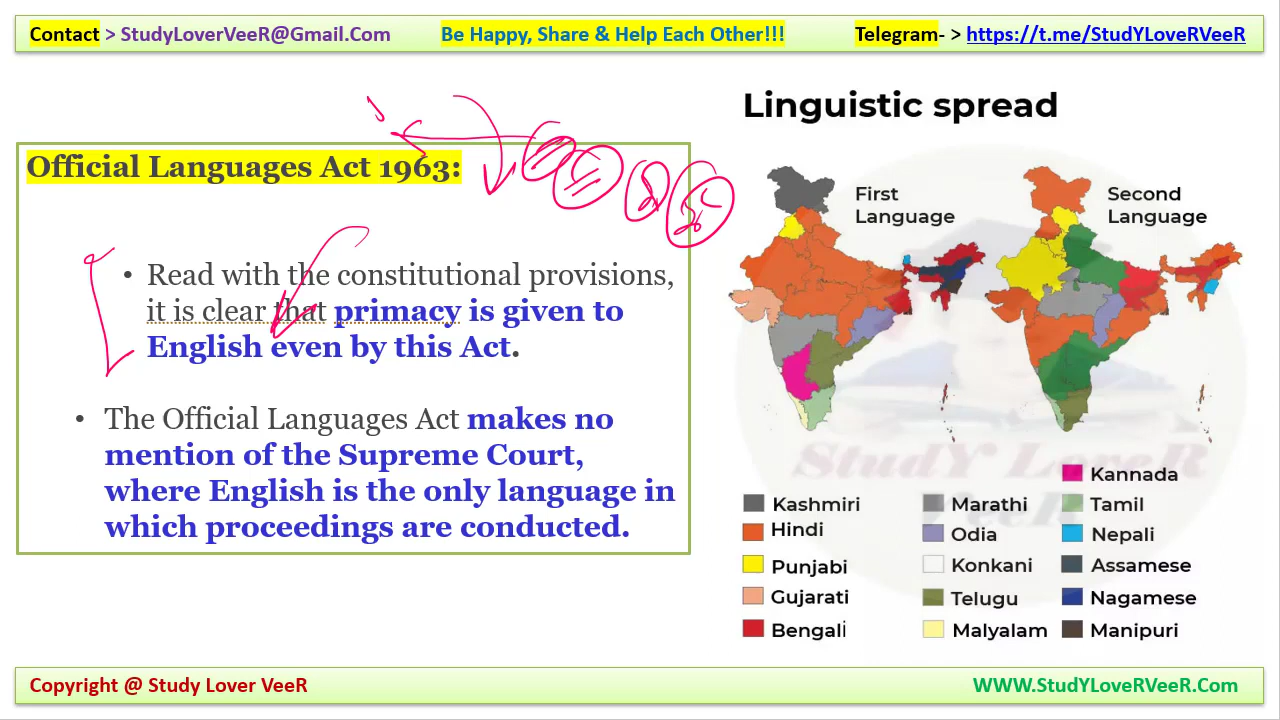 Contact > StudyLoverVeeR@Gmail.Com Be Happy, Share & Help Each Other!!! Telegram- > https://t.me/StudYLoveRVeeR
Linguistic spread
Official Languages Act 1963:
• Read with the constitutional provisions,
it is clear that primacy is given to
English even by this Act.
• The Official Languages Act makes no
mention of the Supreme Court,
where English is the only language in
which proceedings are conducted.
First
Language
Second
Language
StudY LoveR
VeeR
Kannada
Kashmiri
Marathi
Tamil
Hindi
Odia
Nepali
Punjabi
Konkani
Assamese
Gujarati
Telugu
Nagamese
Bengali
Malyalam
Manipuri
Copyright @ Study Lover VeeR WWW.StudYLoveRVeeR.Com